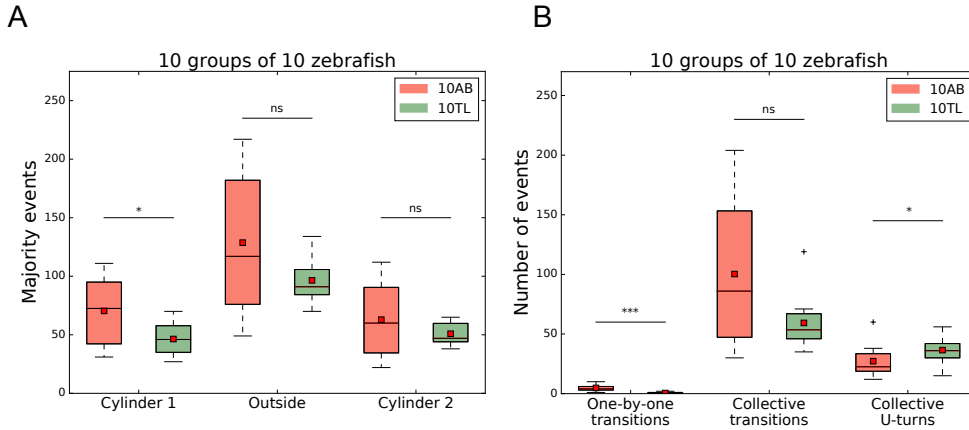 A
10 groups of 10 zebrafish
10AB
10TL
Majority events
250
200
150
100
50
0
ns
*
ns
Cylinder 1
Outside
Cylinder 2
B
10 groups of 10 zebrafish
10AB
10TL
Number of events
250
200
150
100
50
0
ns
*
***
One-by-one
transitions
Collective
transitions
Collective
U-turns